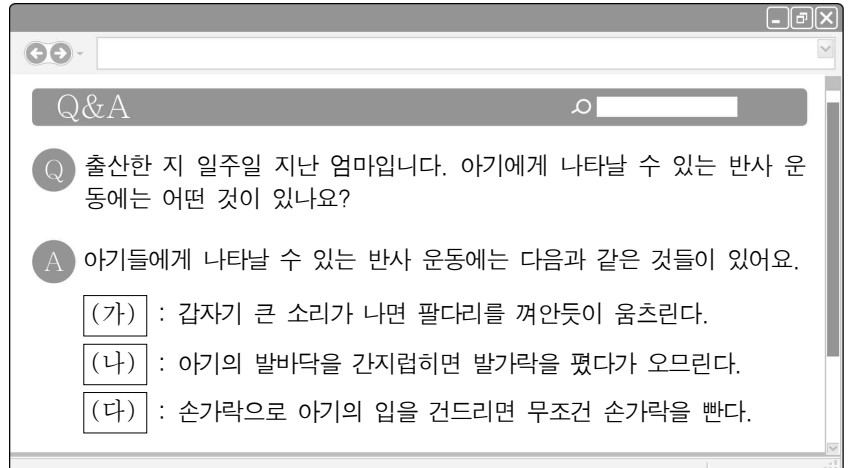 Q&A
Q 출산한 지 일주일 지난 엄마입니다. 아기에게 나타날 수 있는 반사 운
동에는 어떤 것이 있나요?
A 아기들에게 나타날 수 있는 반사 운동에는 다음과 같은 것들이 있어요.
(가) : 갑자기 큰 소리가 나면 팔다리를 껴안듯이 움츠린다.
(나) : 아기의 발바닥을 간지럽히면 발가락을 폈다가 오므린다.
(다) : 손가락으로 아기의 입을 건드리면 무조건 손가락을 빤다.